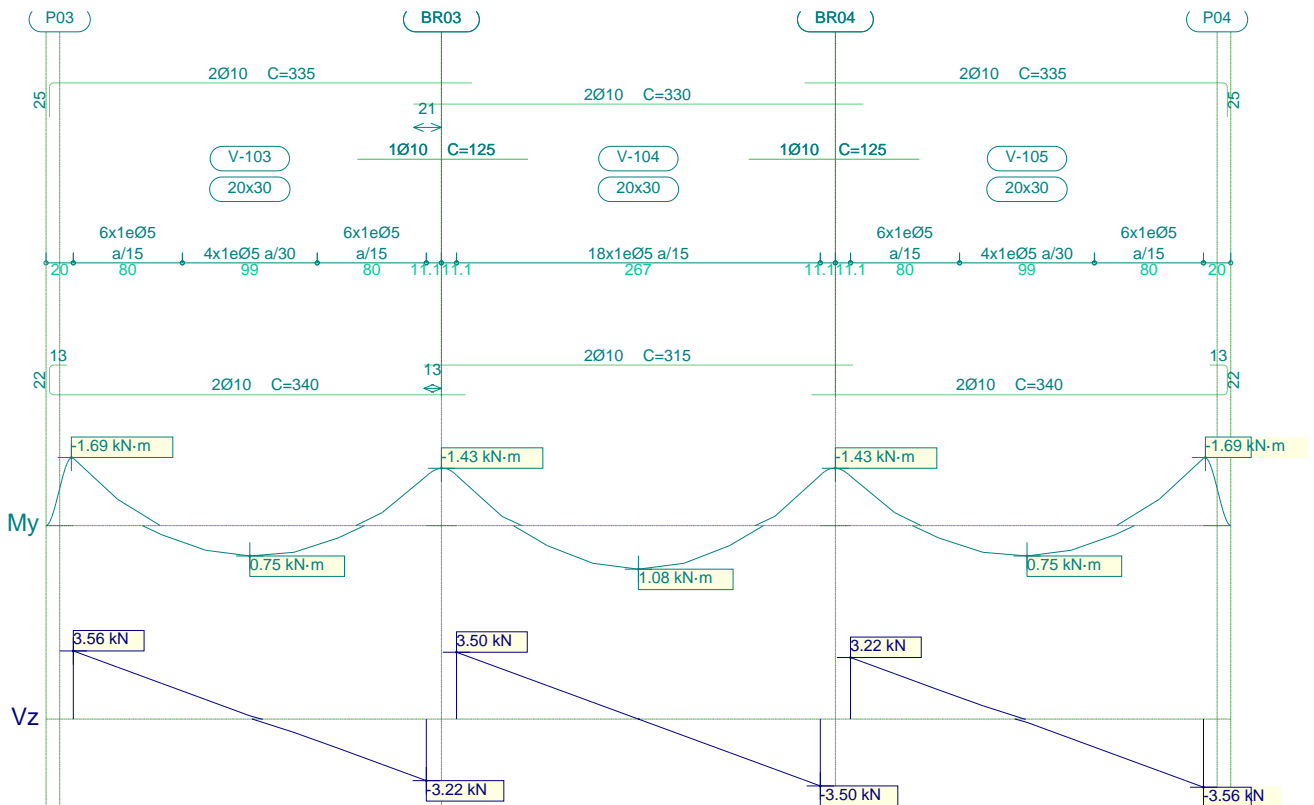 P03 BR03 BR04 P04
2Ø10 C=335 2Ø10 C=335
25 2Ø10 C=330 25
21
1Ø10 C=125 1Ø10 C=125
V-103 V-104 V-105
20x30 20x30 20x30
6x1eØ5 6x1eØ5 6x1eØ5 6x1eØ5
a/15 4x1eØ5 a/30 a/15 18x1eØ5 a/15 a/15 4x1eØ5 a/30 a/15
20 80 99 80 11.1 11.1 267 11.1 11.1 80 99 80 20
13 2Ø10 C=315 13
22 13 22
2Ø10 C=340 2Ø10 C=340
-1.69 kN·m -1.43 kN·m -1.43 kN·m -1.69 kN·m
My
0.75 kN·m 1.08 kN·m 0.75 kN·m
3.56 kN 3.50 kN 3.22 kN
Vz
-3.22 kN -3.50 kN -3.56 kN